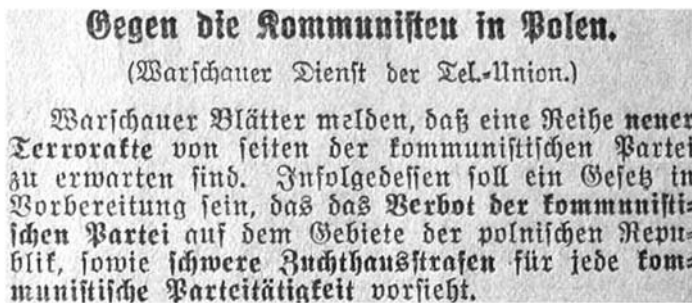 Gegen die Kommunisten in Polen.
(Warschauer Dienst der Tel.-Union.)
Warschauer Blätter melden, daß eine Reihe neuer
Terrorakte von seiten der kommunistischen Partei
zu erwarten sind. Infolgedessen soll ein Gesetz in
Vorbereitung sein, das das Verbot der kommunisti-
schen Partei auf dem Gebiete der polnischen Repu-
blik, sowie schwere Zuchthausstrafen für jede kom-
munistische Parteitätigkeit vorsieht.